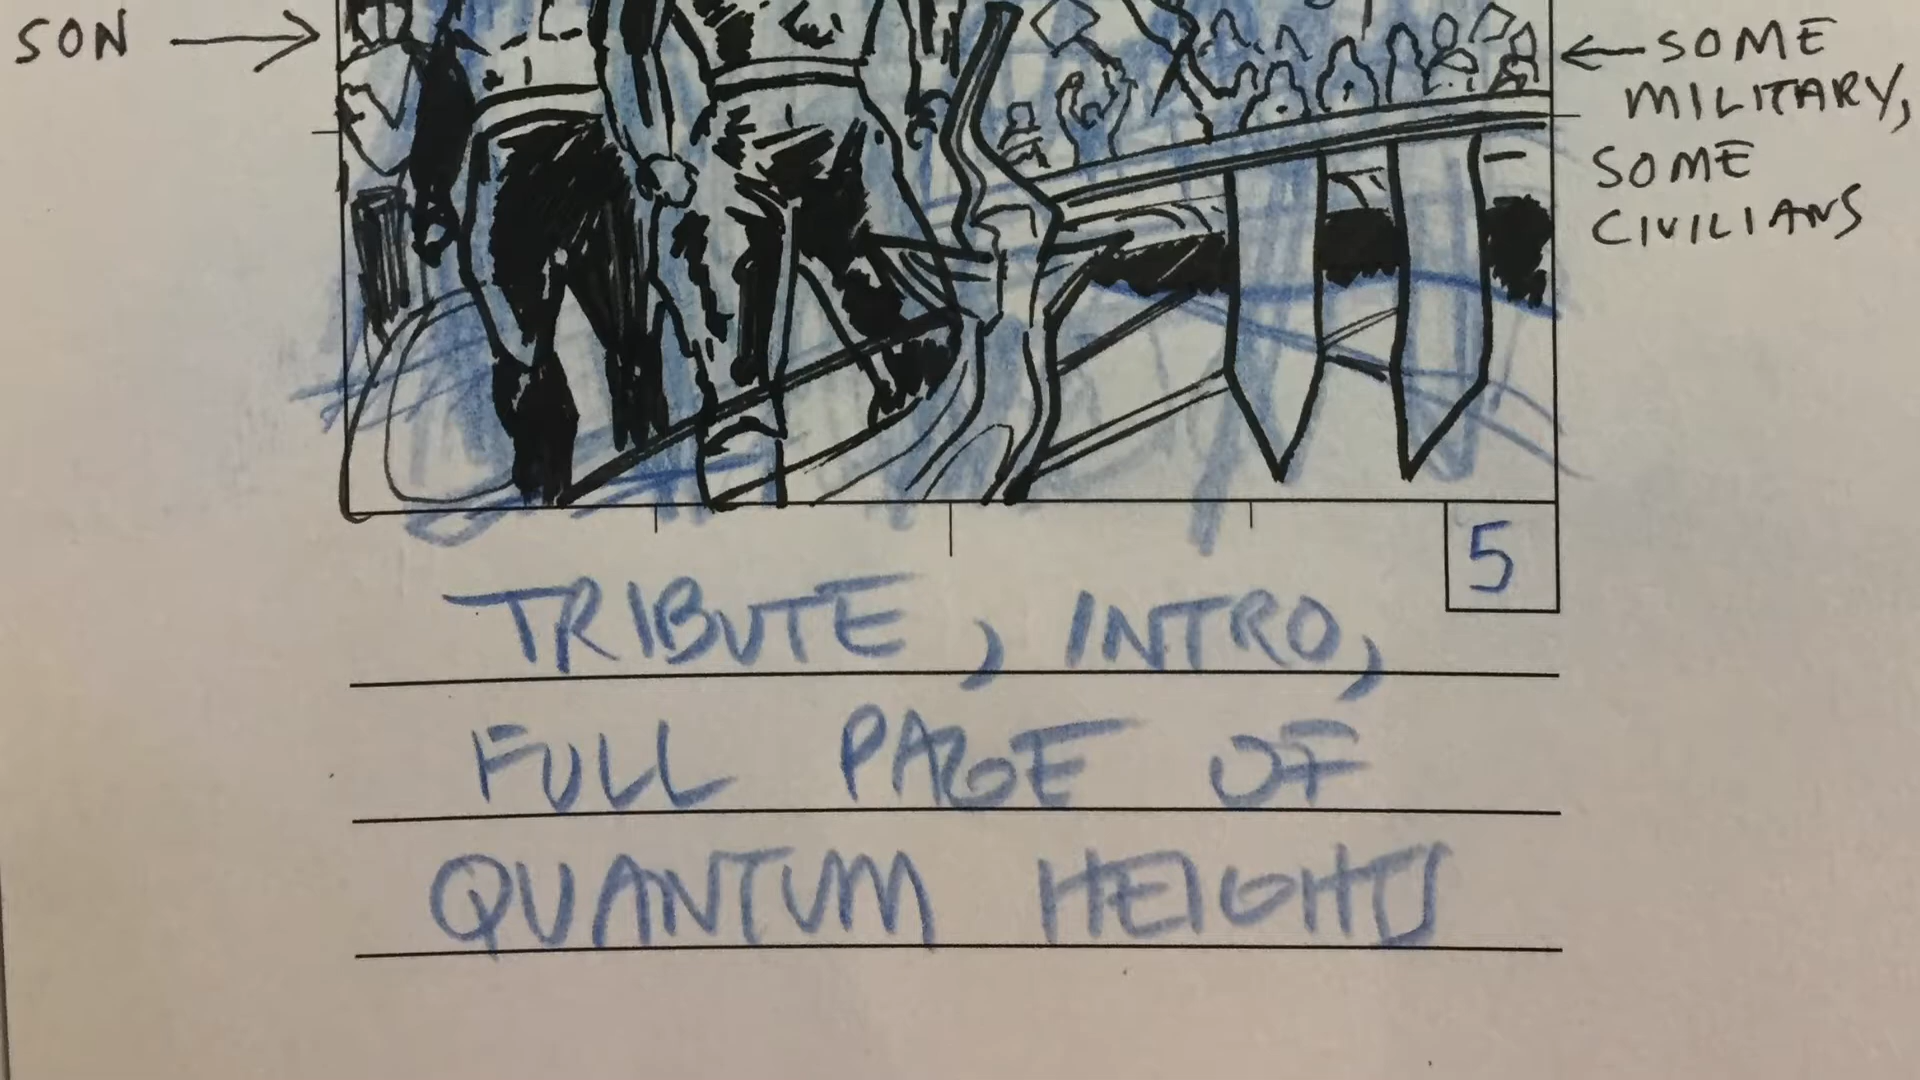 SON
SOME
MILITARY,
SOME
CIVILIANS
5
TRIBUTE, INTRO,
FULL PAGE OF
QUANTUM HEIGHTS